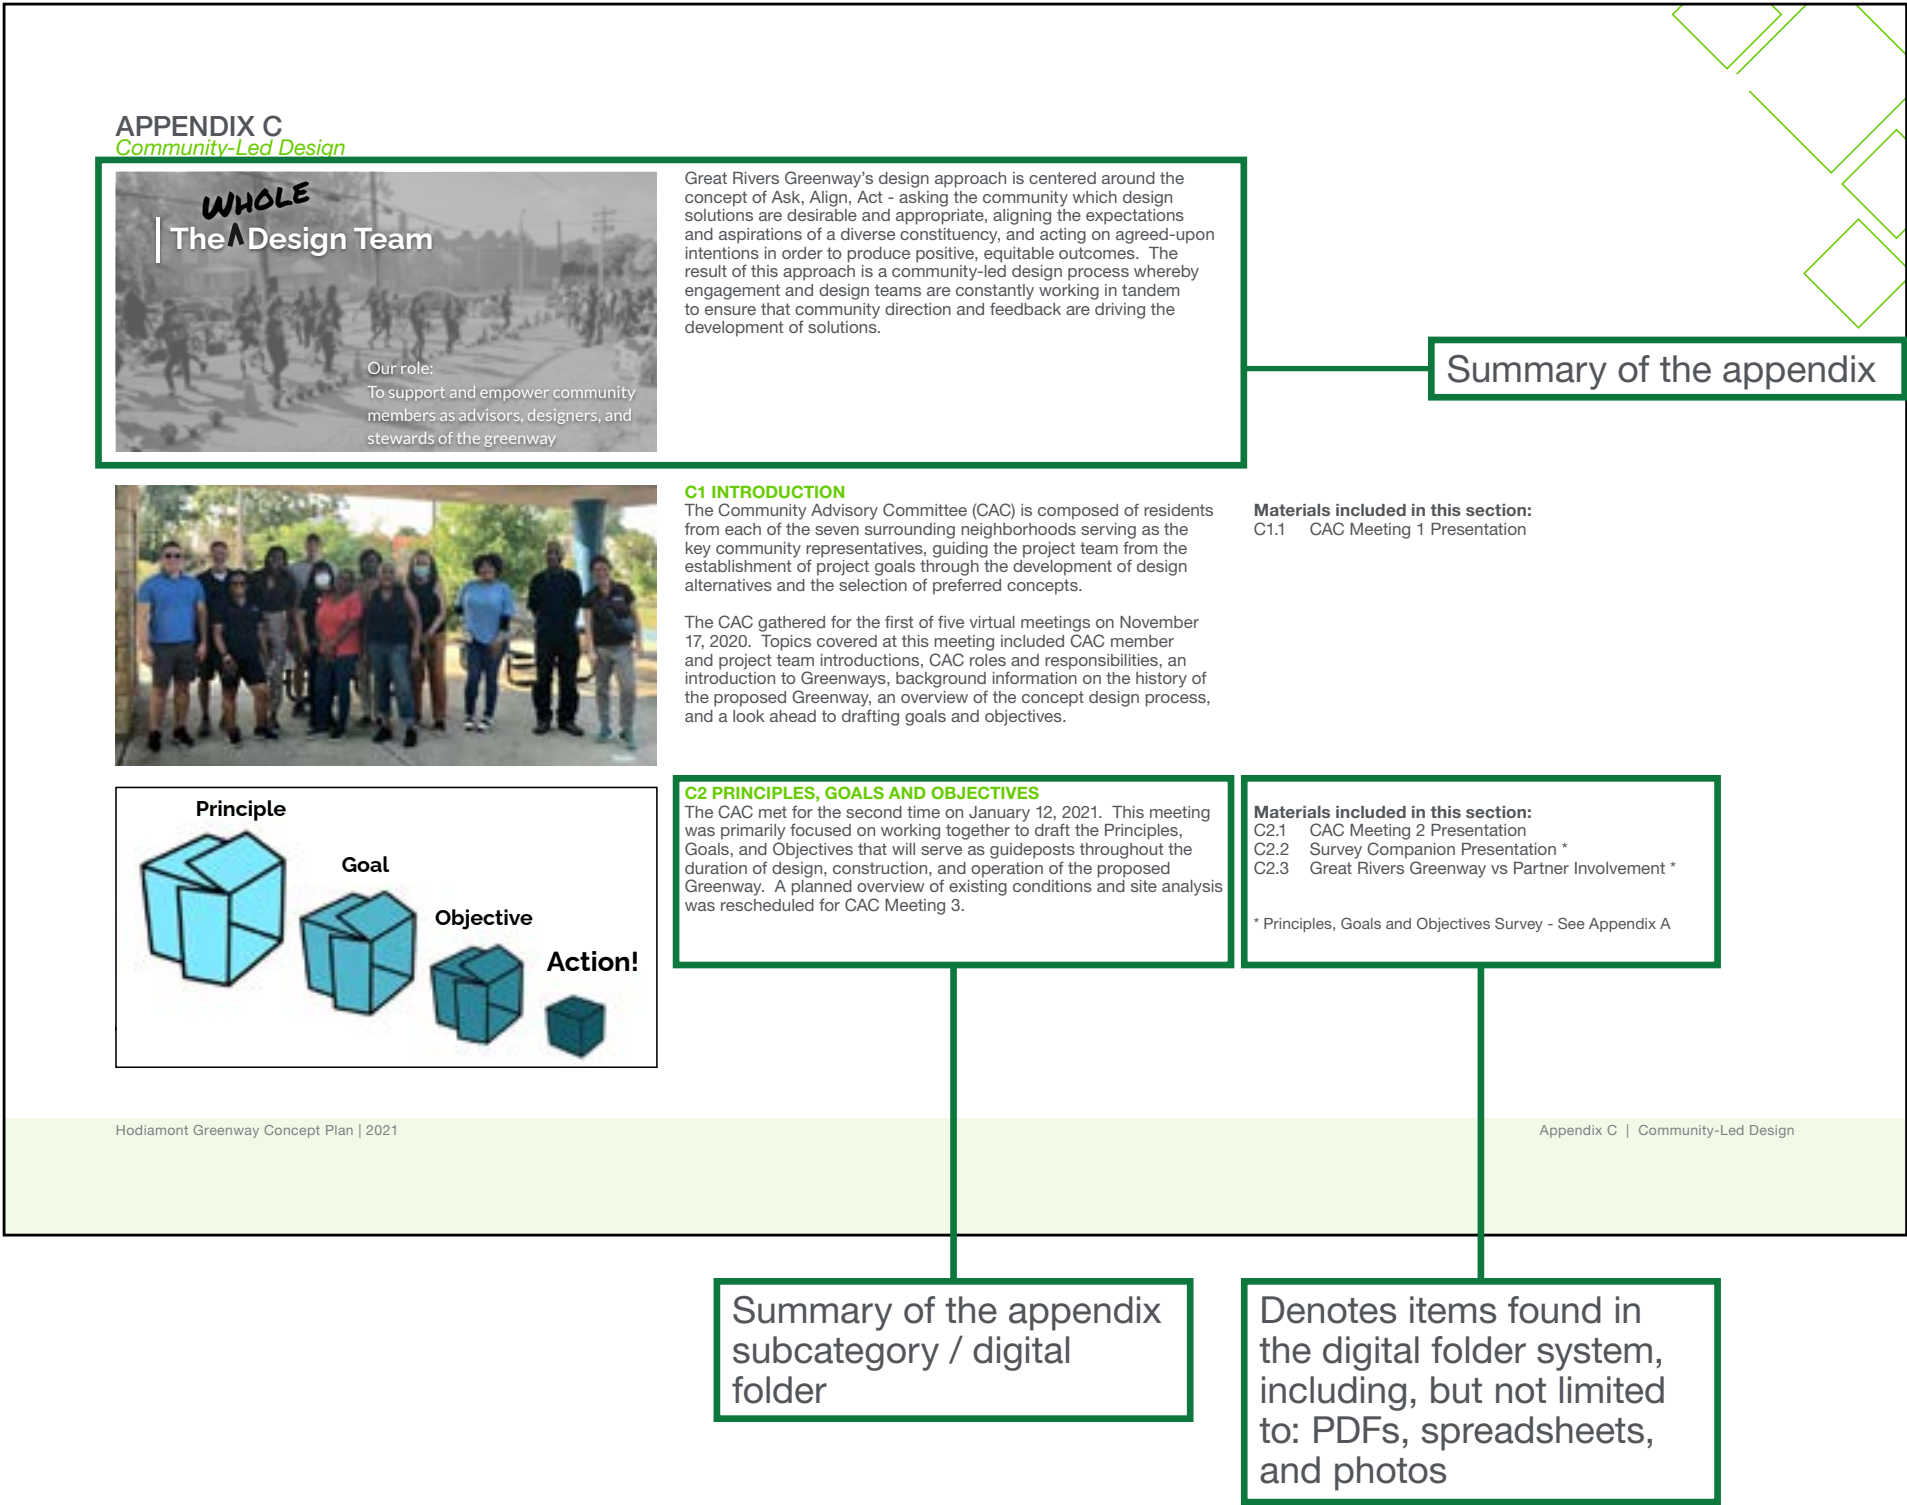 APPENDIX C
Community-Led Design
WHOLE
The ^ Design Team
Our role:
To support and empower community
members as advisors, designers, and
stewards of the greenway
Great Rivers Greenway's design approach is centered around the
concept of Ask, Align, Act - asking the community which design
solutions are desirable and appropriate, aligning the expectations
and aspirations of a diverse constituency, and acting on agreed-upon
intentions in order to produce positive, equitable outcomes.  The
result of this approach is a community-led design process whereby
engagement and design teams are constantly working in tandem
to ensure that community direction and feedback are driving the
development of solutions.
Summary of the appendix
C1 INTRODUCTION
The Community Advisory Committee (CAC) is composed of residents
from each of the seven surrounding neighborhoods serving as the
key community representatives, guiding the project team from the
establishment of project goals through the development of design
alternatives and the selection of preferred concepts.
The CAC gathered for the first of five virtual meetings on November
17, 2020.  Topics covered at this meeting included CAC member
and project team introductions, CAC roles and responsibilities, an
introduction to Greenways, background information on the history of
the proposed Greenway, an overview of the concept design process,
and a look ahead to drafting goals and objectives.
Materials included in this section:
C1.1 CAC Meeting 1 Presentation
Principle
Goal
Objective
Action!
C2 PRINCIPLES, GOALS AND OBJECTIVES
The CAC met for the second time on January 12, 2021.  This meeting
was primarily focused on working together to draft the Principles,
Goals, and Objectives that will serve as guideposts throughout the
duration of design, construction, and operation of the proposed
Greenway.  A planned overview of existing conditions and site analysis
was rescheduled for CAC Meeting 3.
Materials included in this section:
C2.1 CAC Meeting 2 Presentation
C2.2 Survey Companion Presentation *
C2.3 Great Rivers Greenway vs Partner Involvement *
* Principles, Goals and Objectives Survey - See Appendix A
Hodiamont Greenway Concept Plan | 2021
Appendix C | Community-Led Design
Summary of the appendix
subcategory / digital
folder
Denotes items found in
the digital folder system,
including, but not limited
to: PDFs, spreadsheets,
and photos